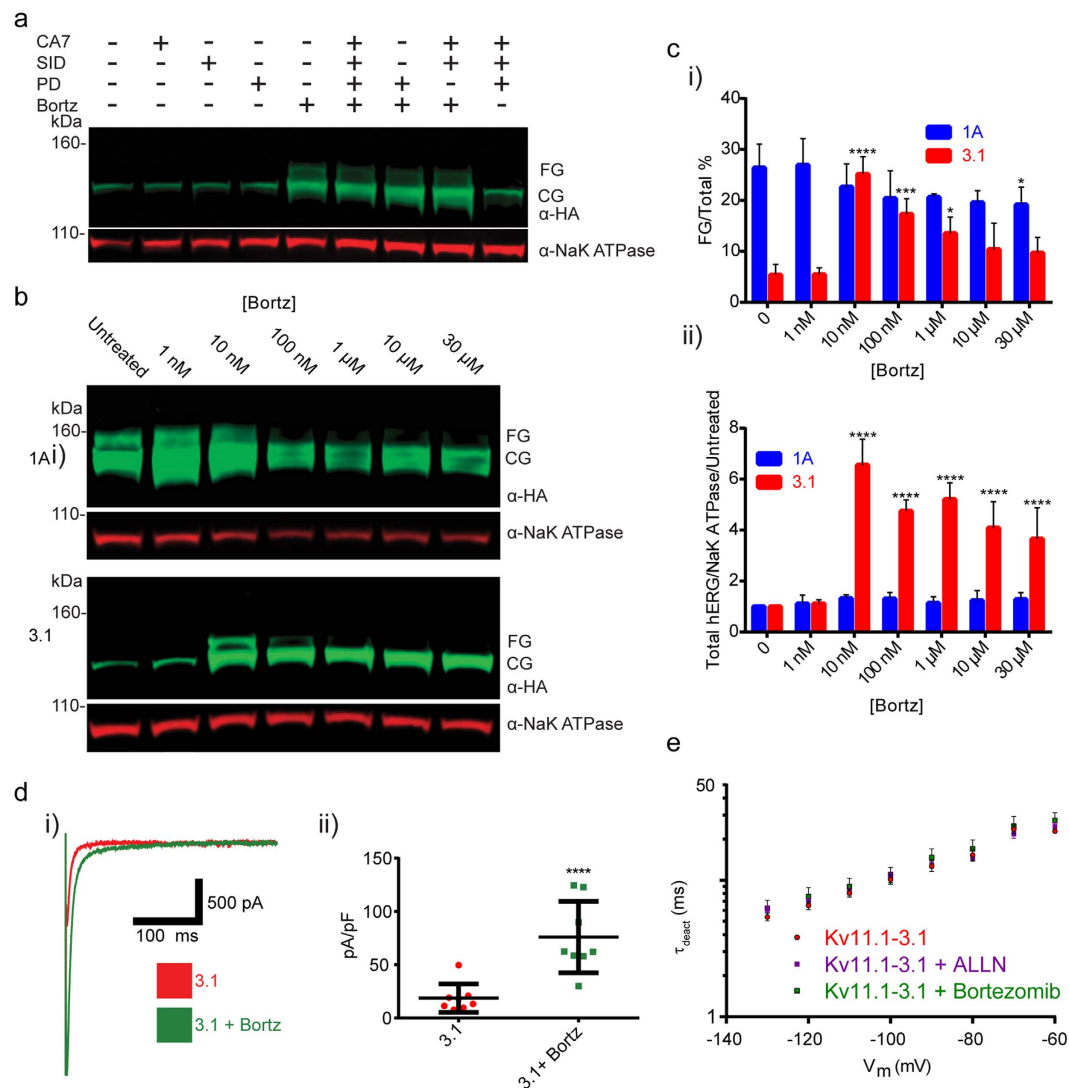 a
CA7 - + - - - + - + +
SID - - + - - + - + +
PD - - - + - + + - +
Bortz - - - - + + + + -
kDa
160-
FG
CG
α-HA
110-
α-NaK ATPase
b
[Bortz]
Untreated 1 nM 10 nM 100 nM 1 µM 10 µM 30 µM
kDa
160-
FG
1A i) CG
α-HA
110-
α-NaK ATPase
kDa
160-
3.1 FG
CG
α-HA
110-
α-NaK ATPase
c
i)
FG/Total %
40
30
20
10
0
1A
3.1
**** *** * *
0 1 nM 10 nM 100 nM 1 µM 10 µM 30 µM
[Bortz]
ii)
Total hERG/NaK ATPase/Untreated
8
6
4
2
0
1A
3.1
**** **** **** **** ****
0 1 nM 10 nM 100 nM 1 µM 10 µM 30 µM
[Bortz]
d
i)
500 pA
100 ms
3.1
3.1 + Bortz
ii)
pA/pF
150
100
50
0
****
3.1 3.1+ Bortz
e
τdeact (ms)
50
1
Kv11.1-3.1
Kv11.1-3.1 + ALLN
Kv11.1-3.1 + Bortezomib
-140 -120 -100 -80 -60
Vm (mV)